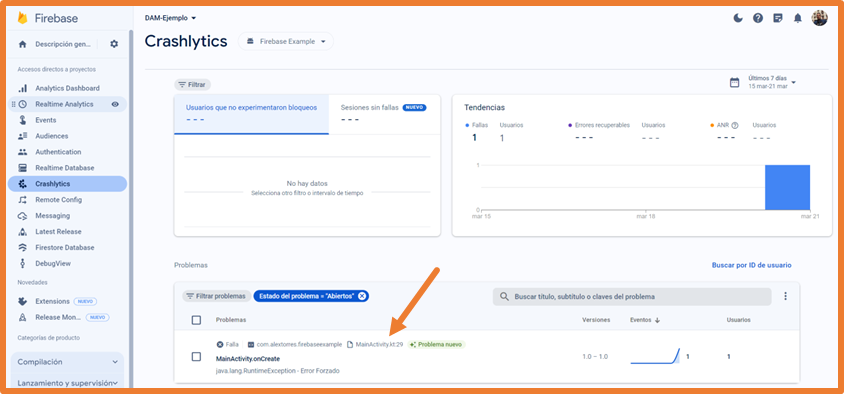 Firebase
DAM-Ejemplo
Descripción gen...
Crashlytics
Firebase Example
Accesos directos a proyectos
Analytics Dashboard
Realtime Analytics
Events
Audiences
Authentication
Realtime Database
Crashlytics
Remote Config
Messaging
Latest Release
Firestore Database
DebugView
Novedades
Extensions NUEVO
Release Mon... NUEVO
Categorías de producto
Compilación
Lanzamiento y supervisión
Filtrar
Últimos 7 días
15 mar-21 mar
Usuarios que no experimentaron bloqueos
- - -
Sesiones sin fallas NUEVO
- - -
No hay datos
Selecciona otro filtro o intervalo de tiempo
Tendencias
Fallas Usuarios Errores recuperables Usuarios ANR Usuarios
1 1 - - - - - - - - - - - -
1
0
mar 15 mar 18 mar 21
Problemas
Buscar por ID de usuario
Filtrar problemas
Estado del problema = "Abiertos"
Buscar título, subtítulo o claves del problema
Problemas Versiones Eventos Usuarios
Falla com.alextorres.firebaseexample MainActivity.kt:29 Problema nuevo
MainActivity.onCreate 1.0 – 1.0 1 1
java.lang.RuntimeException - Error Forzado